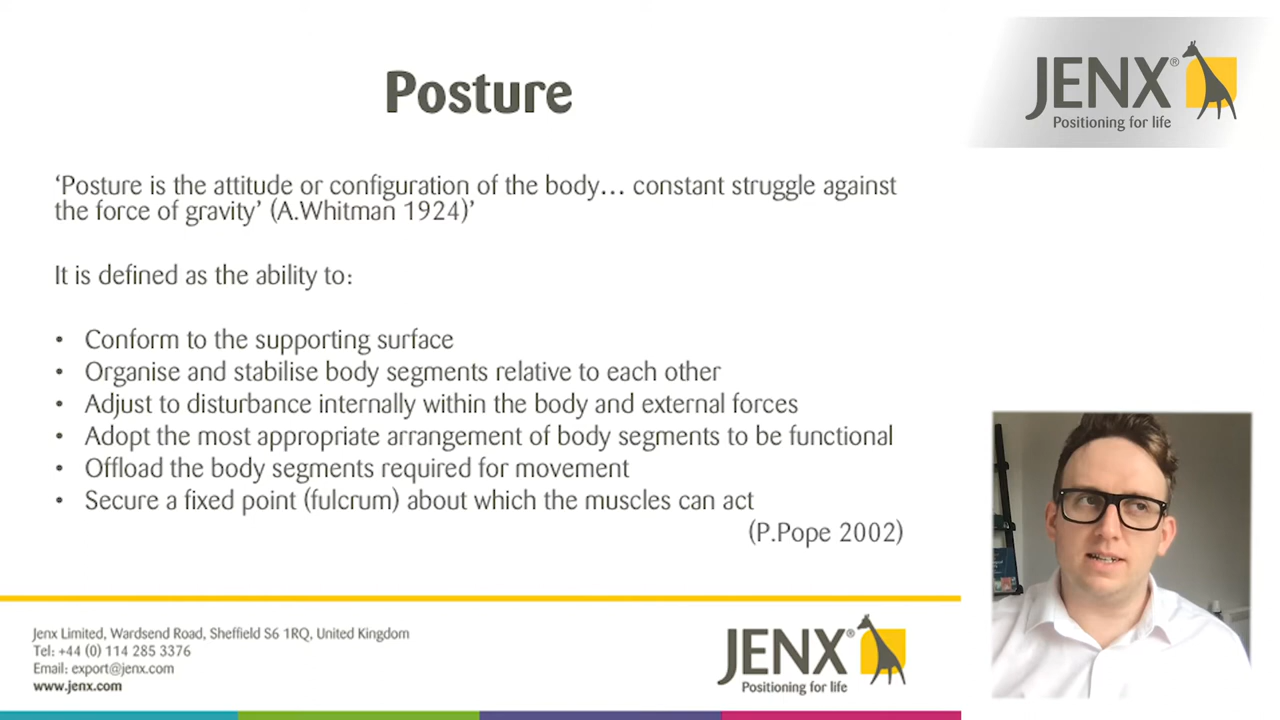 Posture
JENX®
Positioning for life
‘Posture is the attitude or configuration of the body... constant struggle against
the force of gravity’ (A.Whitman 1924)’
It is defined as the ability to:
• Conform to the supporting surface
• Organise and stabilise body segments relative to each other
• Adjust to disturbance internally within the body and external forces
• Adopt the most appropriate arrangement of body segments to be functional
• Offload the body segments required for movement
• Secure a fixed point (fulcrum) about which the muscles can act
(P.Pope 2002)
Jenx Limited, Wardsend Road, Sheffield S6 1RQ, United Kingdom
Tel: +44 (0) 114 285 3376
Email: export@jenx.com
www.jenx.com
JENX®
Positioning for life